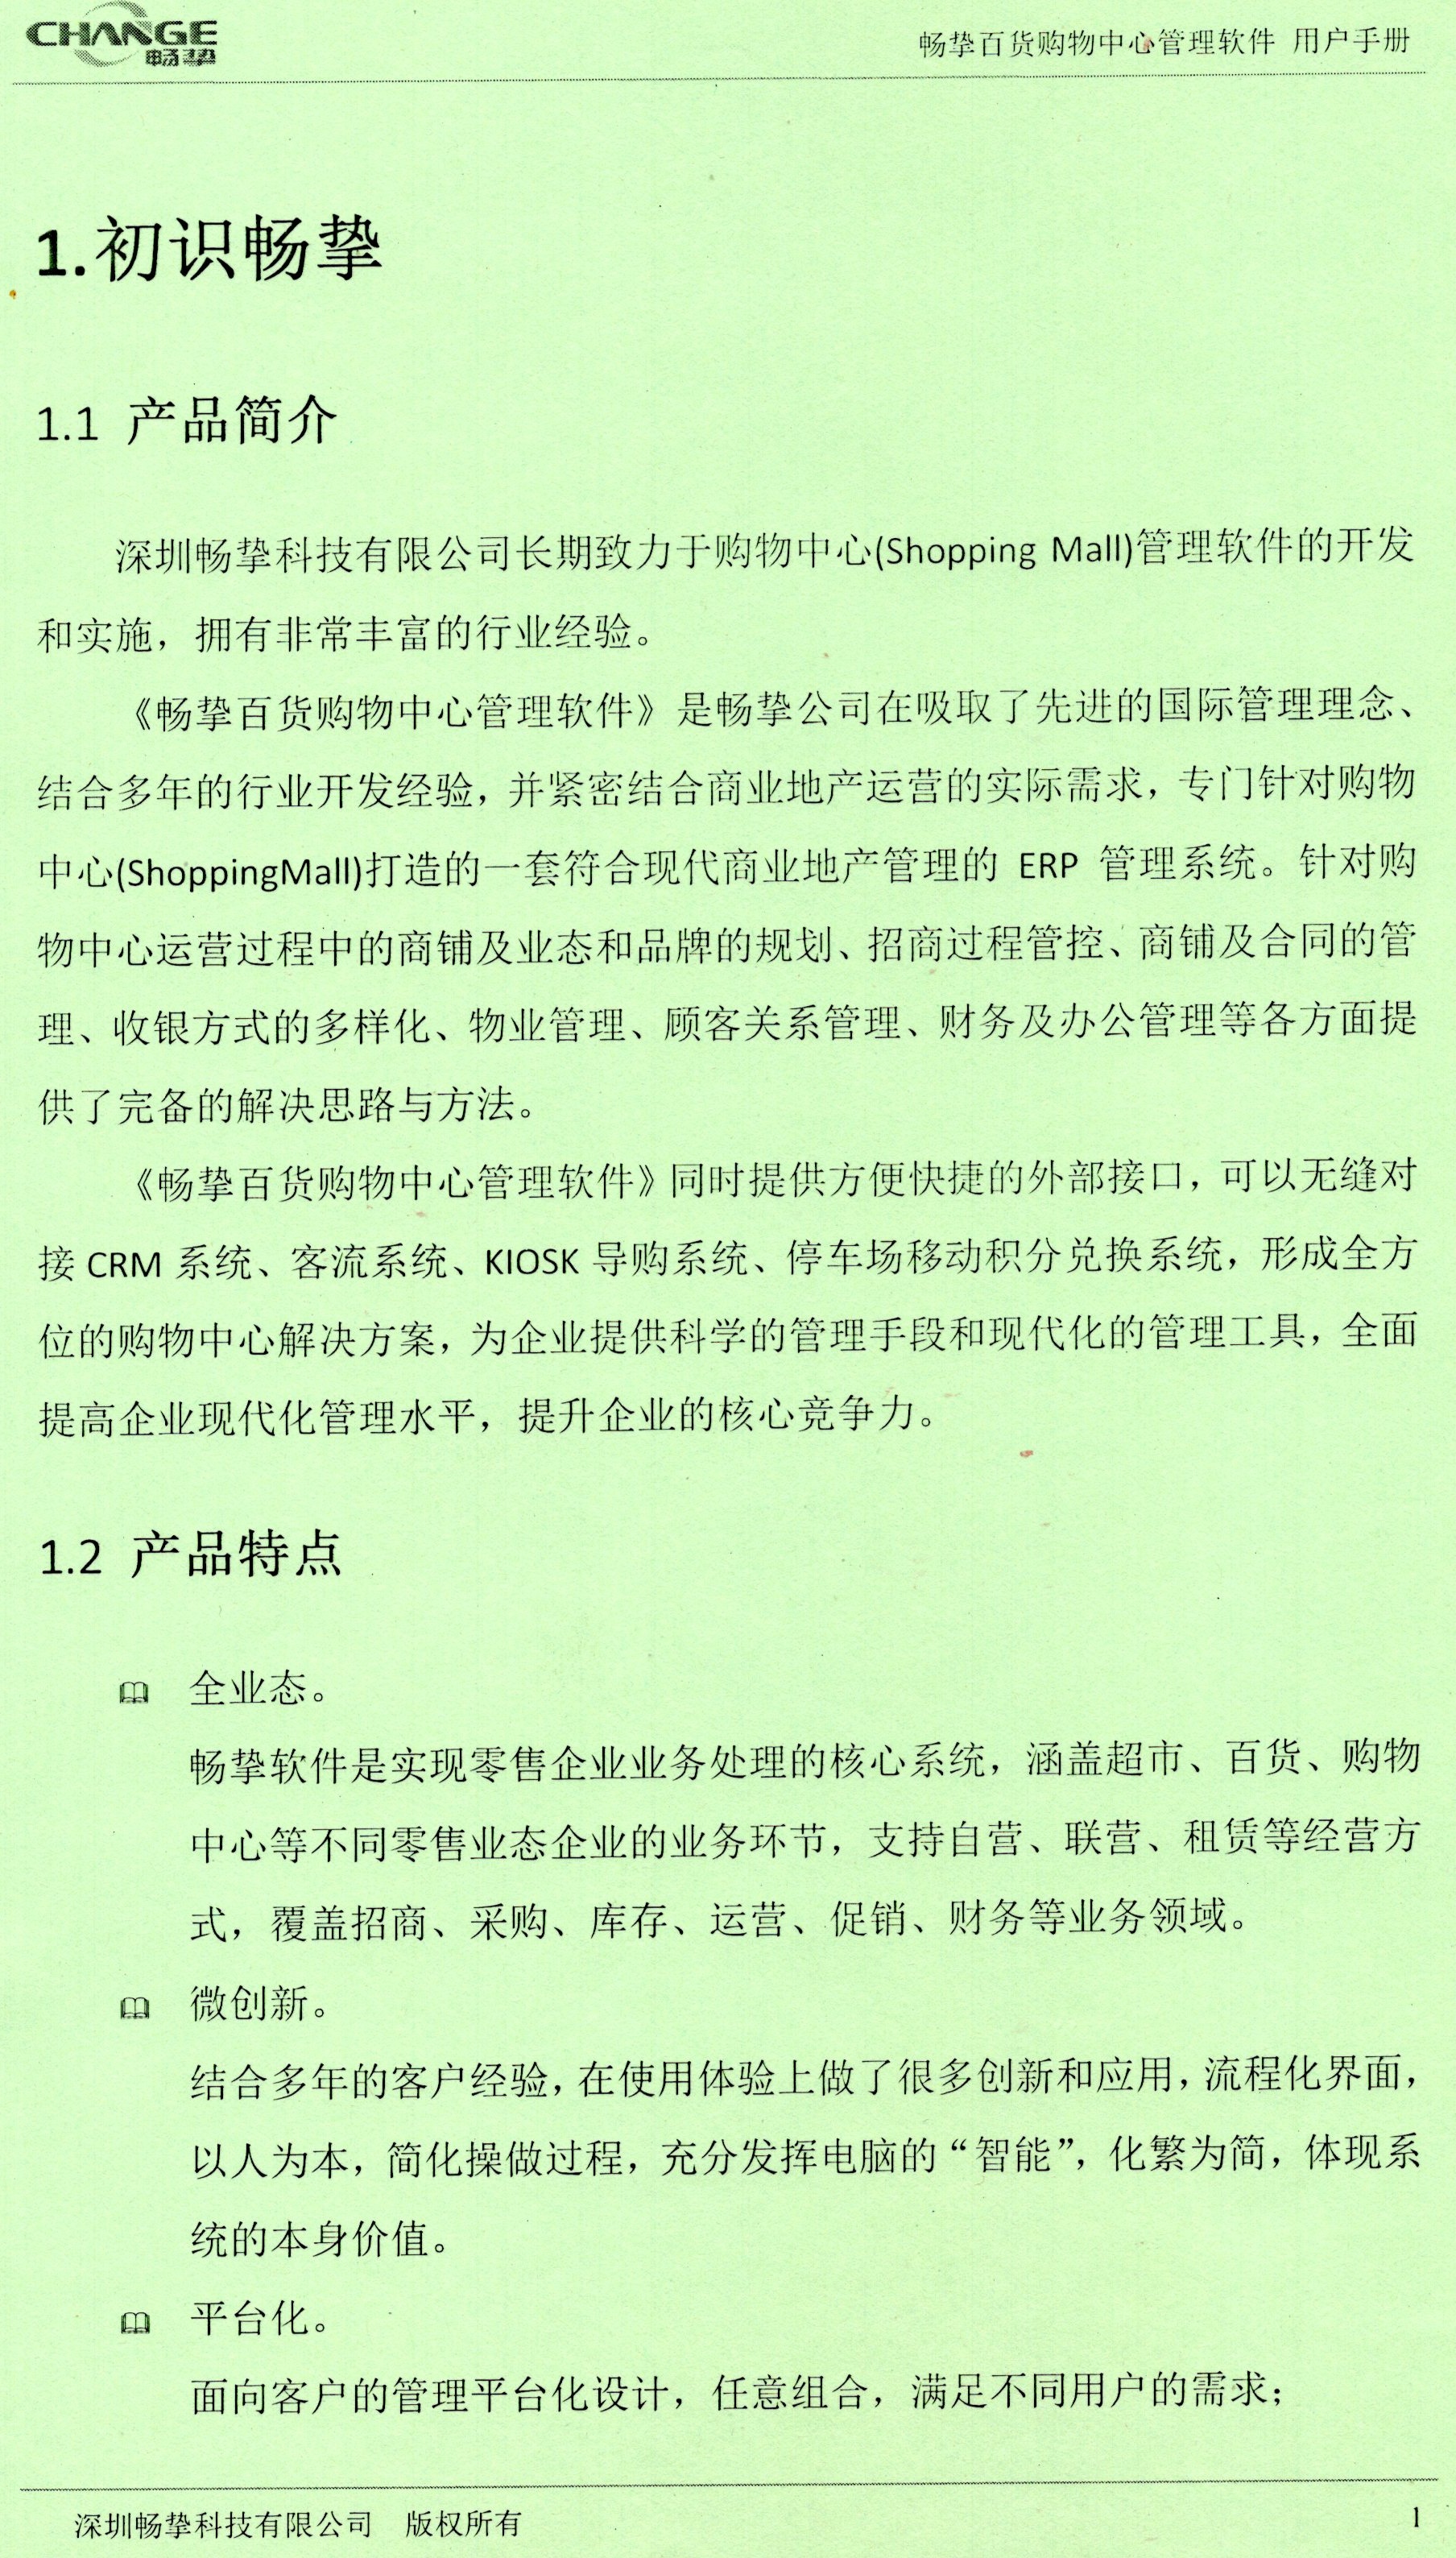 CHANGE
畅挚
畅挚百货购物中心管理软件 用户手册
1.初识畅挚
1.1 产品简介
深圳畅挚科技有限公司长期致力于购物中心(Shopping Mall)管理软件的开发
和实施，拥有非常丰富的行业经验。
《畅挚百货购物中心管理软件》是畅挚公司在吸取了先进的国际管理理念、
结合多年的行业开发经验，并紧密结合商业地产运营的实际需求，专门针对购物
中心(ShoppingMall)打造的一套符合现代商业地产管理的 ERP 管理系统。针对购
物中心运营过程中的商铺及业态和品牌的规划、招商过程管控、商铺及合同的管
理、收银方式的多样化、物业管理、顾客关系管理、财务及办公管理等各方面提
供了完备的解决思路与方法。
《畅挚百货购物中心管理软件》同时提供方便快捷的外部接口，可以无缝对
接 CRM 系统、客流系统、KIOSK 导购系统、停车场移动积分兑换系统，形成全方
位的购物中心解决方案，为企业提供科学的管理手段和现代化的管理工具，全面
提高企业现代化管理水平，提升企业的核心竞争力。
1.2 产品特点
全业态。
畅挚软件是实现零售企业业务处理的核心系统，涵盖超市、百货、购物
中心等不同零售业态企业的业务环节，支持自营、联营、租赁等经营方
式，覆盖招商、采购、库存、运营、促销、财务等业务领域。
微创新。
结合多年的客户经验，在使用体验上做了很多创新和应用，流程化界面，
以人为本，简化操做过程，充分发挥电脑的“智能”，化繁为简，体现系
统的本身价值。
平台化。
面向客户的管理平台化设计，任意组合，满足不同用户的需求；
深圳畅挚科技有限公司 版权所有
1